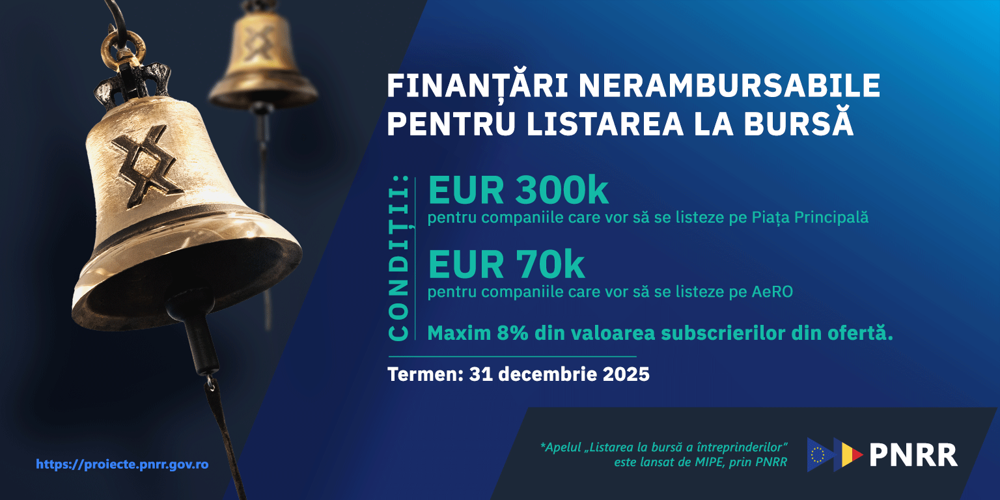 FINANȚĂRI NERAMBURSABILE
PENTRU LISTAREA LA BURSĂ
CONDIȚII:
EUR 300k
pentru companiile care vor să se listeze pe Piața Principală
EUR 70k
pentru companiile care vor să se listeze pe AeRO
Maxim 8% din valoarea subscrierilor din ofertă.
Termen: 31 decembrie 2025
https://proiecte.pnrr.gov.ro
*Apelul „Listarea la bursă a întreprinderilor”
este lansat de MIPE, prin PNRR
PNRR